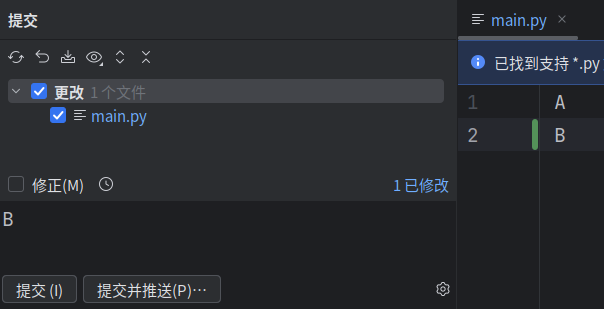 提交
main.py
已找到支持 *.py
更改 1 个文件
main.py
1 A
2 B
修正(M)
1 已修改
B
提交 (I)
提交并推送(P)…